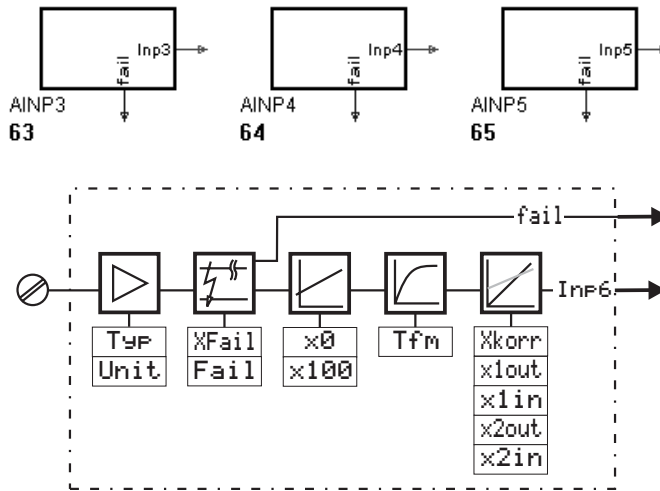 Inp3
fail
AINP3
63
Inp4
fail
AINP4
64
Inp5
fail
AINP5
65
fail
Inp6
Typ
Unit
XFail
Fail
x0
x100
Tfm
Xkorr
x1out
x1in
x2out
x2in